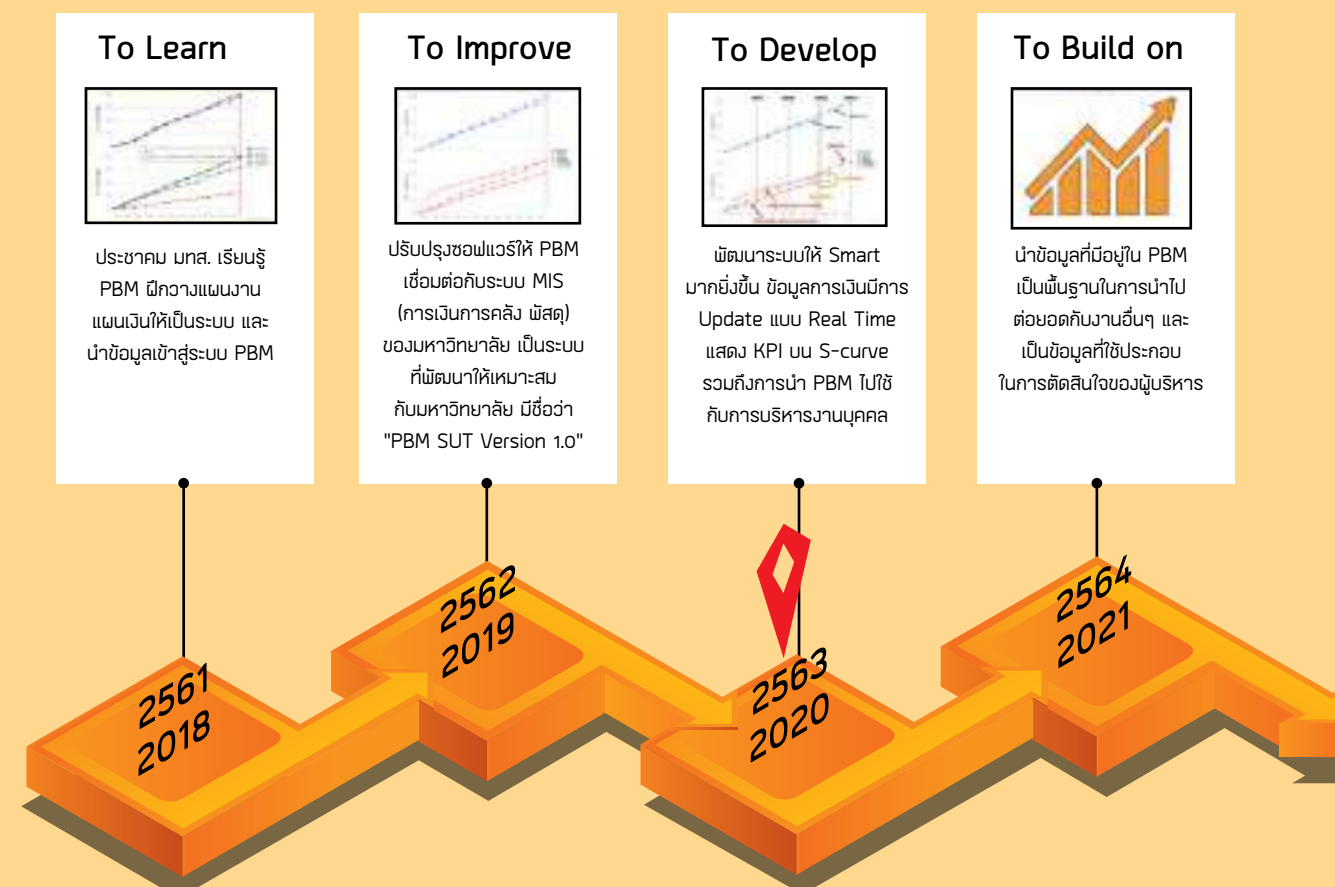 To Learn
ประชาคม มทส. เรียนรู้
PBM ฝึกวางแผนงาน
แผนเงินให้เป็นระบบ และ
นำข้อมูลเข้าสู่ระบบ PBM
To Improve
ปรับปรุงซอฟแวร์ให้ PBM
เชื่อมต่อกับระบบ MIS
(การเงินการคลัง พัสดุ)
ของมหาวิทยาลัย เป็นระบบ
ที่พัฒนาให้เหมาะสม
กับมหาวิทยาลัย มีชื่อว่า
"PBM SUT Version 1.0"
To Develop
พัฒนาระบบให้ Smart
มากยิ่งขึ้น ข้อมูลการเงินมีการ
Update แบบ Real Time
แสดง KPI บน S-curve
รวมถึงการนำ PBM ไปใช้
กับการบริหารงานบุคคล
To Build on
นำข้อมูลที่มีอยู่ใน PBM
เป็นพื้นฐานในการนำไป
ต่อยอดกับงานอื่นๆ และ
เป็นข้อมูลที่ใช้ประกอบ
ในการตัดสินใจของผู้บริหาร
2561
2018
2562
2019
2563
2020
2564
2021